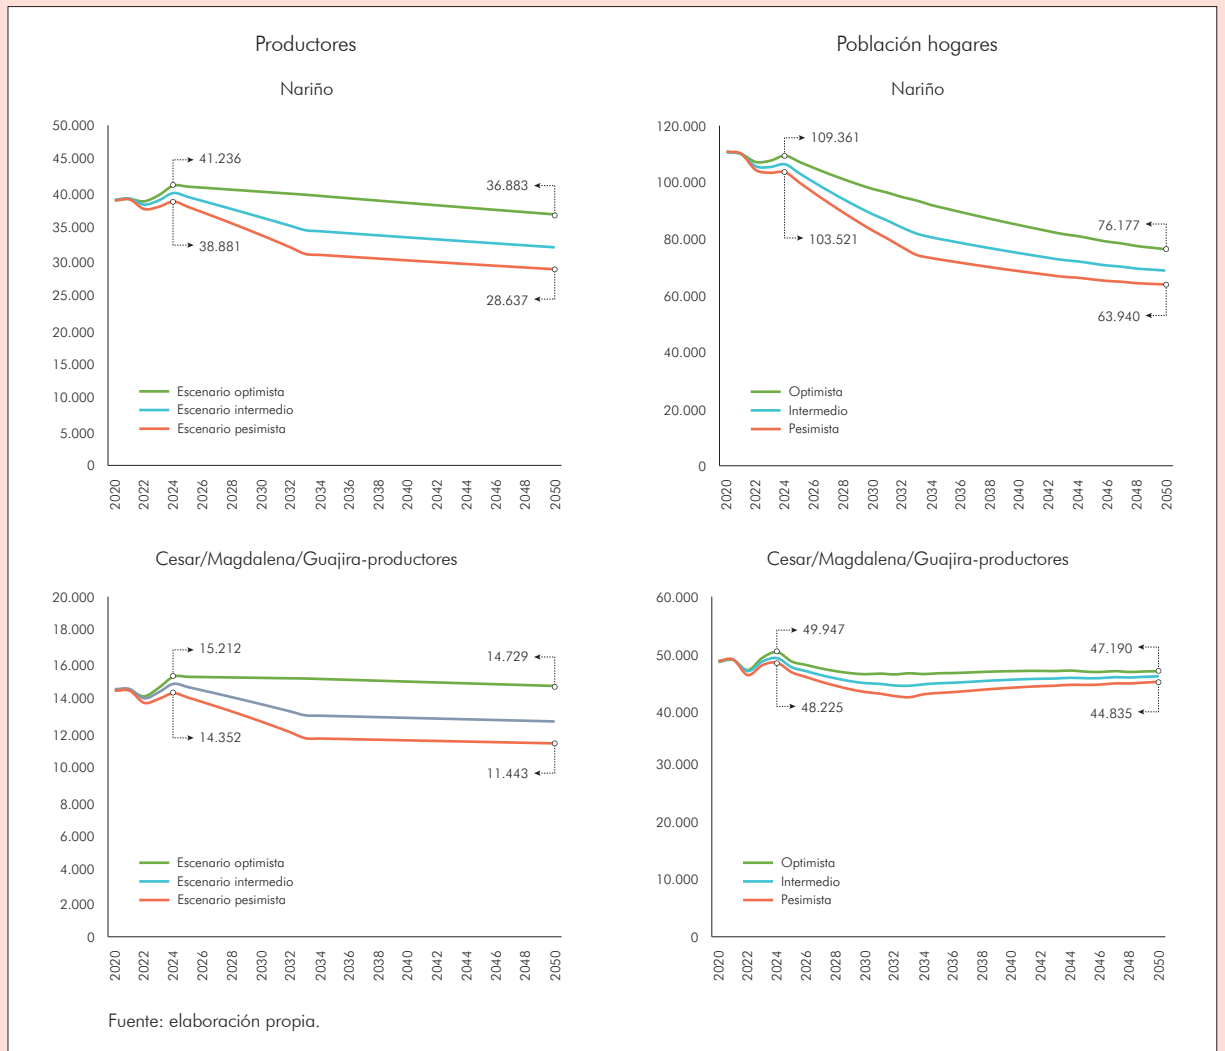 Productores
Nariño
50.000
45.000
40.000
35.000
30.000
25.000
20.000
15.000
10.000
5.000
0
41.236
38.881
36.883
28.637
Escenario optimista
Escenario intermedio
Escenario pesimista
2020 2022 2024 2026 2028 2030 2032 2034 2036 2038 2040 2042 2044 2046 2048 2050
Población hogares
Nariño
120.000
100.000
80.000
60.000
40.000
20.000
0
109.361
103.521
76.177
63.940
Optimista
Intermedio
Pesimista
2020 2022 2024 2026 2028 2030 2032 2034 2036 2038 2040 2042 2044 2046 2048 2050
Cesar/Magdalena/Guajira-productores
20.000
18.000
16.000
14.000
12.000
10.000
8.000
6.000
4.000
2.000
0
15.212
14.352
14.729
11.443
Escenario optimista
Escenario intermedio
Escenario pesimista
2020 2022 2024 2026 2028 2030 2032 2034 2036 2038 2040 2042 2044 2046 2048 2050
Cesar/Magdalena/Guajira-productores
60.000
50.000
40.000
30.000
20.000
10.000
0
49.947
48.225
47.190
44.835
Optimista
Intermedio
Pesimista
2020 2022 2024 2026 2028 2030 2032 2034 2036 2038 2040 2042 2044 2046 2048 2050
Fuente: elaboración propia.